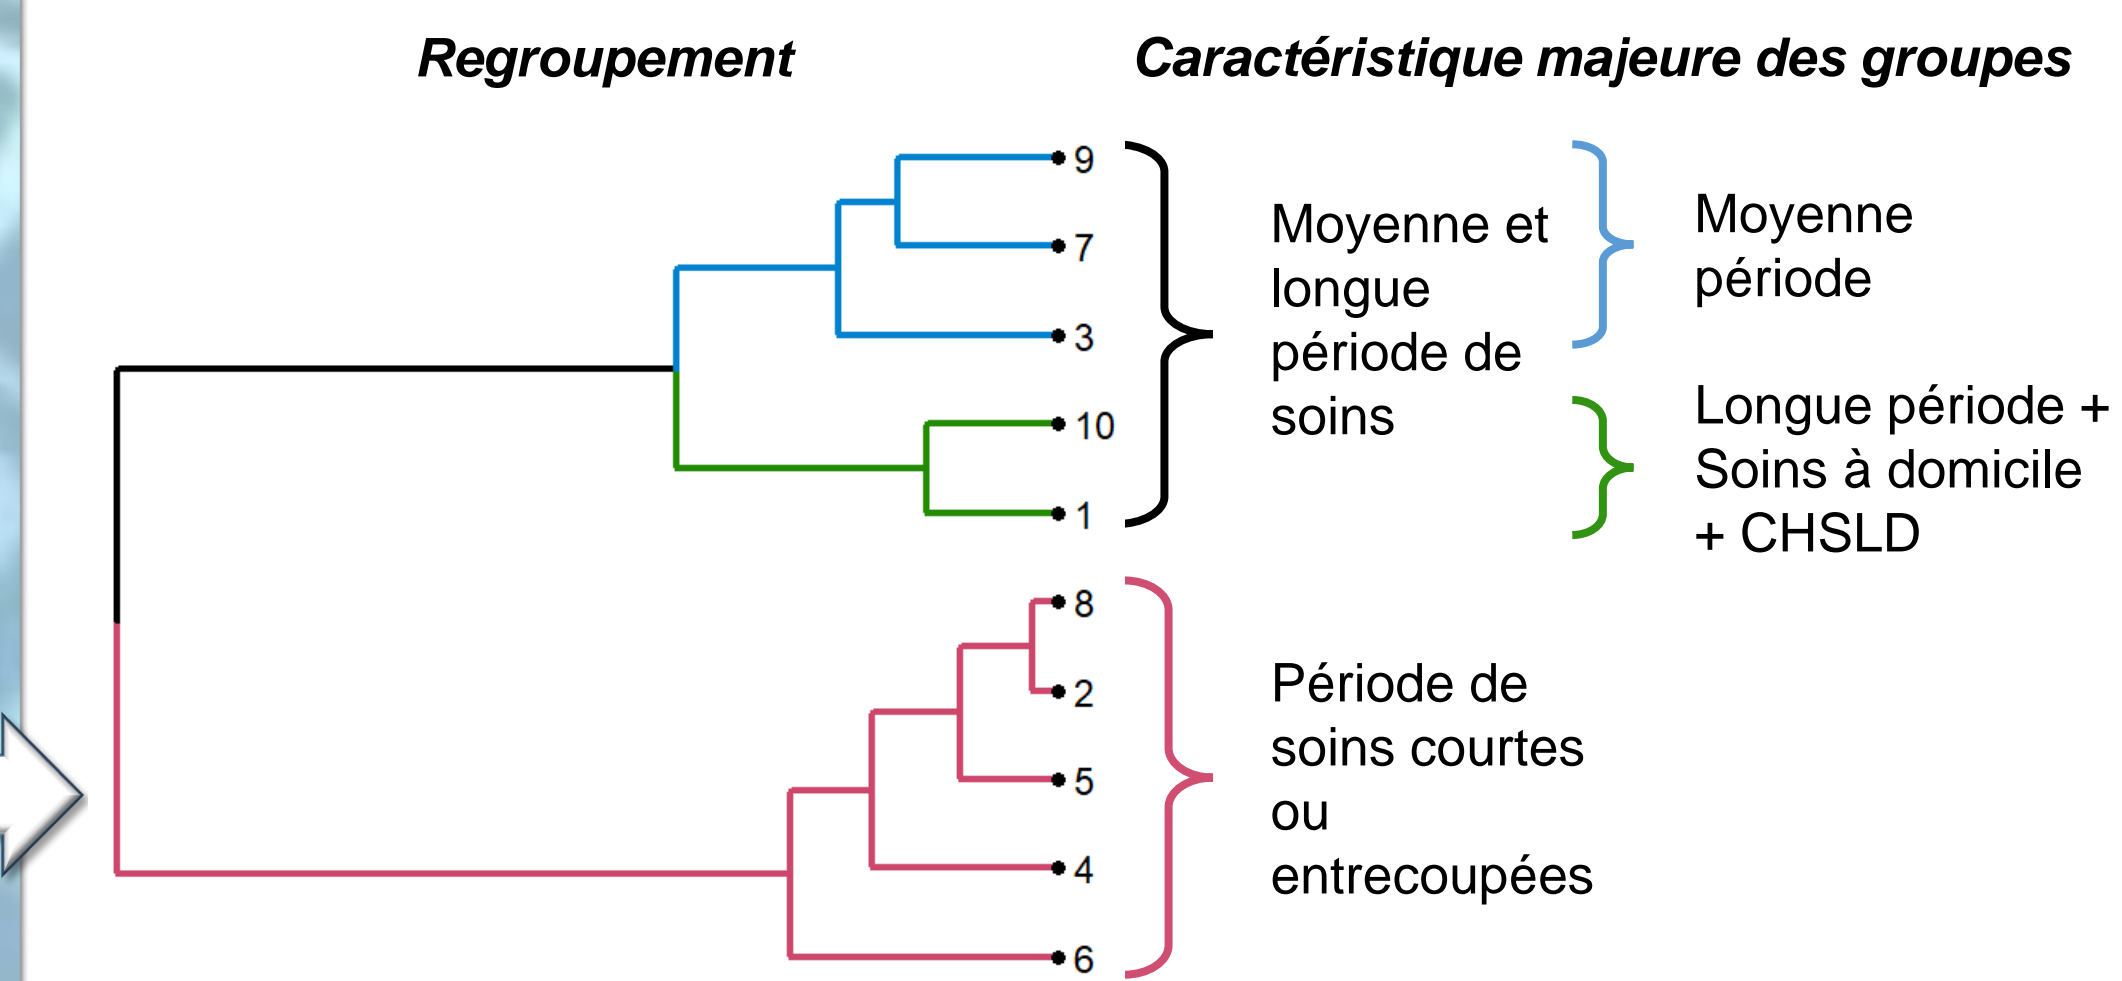 Regroupement
Caractéristique majeure des groupes
9
7
3
10
1
8
2
5
4
6
Moyenne et
longue
période de
soins
Moyenne
période
Longue période +
Soins à domicile
+ CHSLD
Période de
soins courtes
ou
entrecoupées